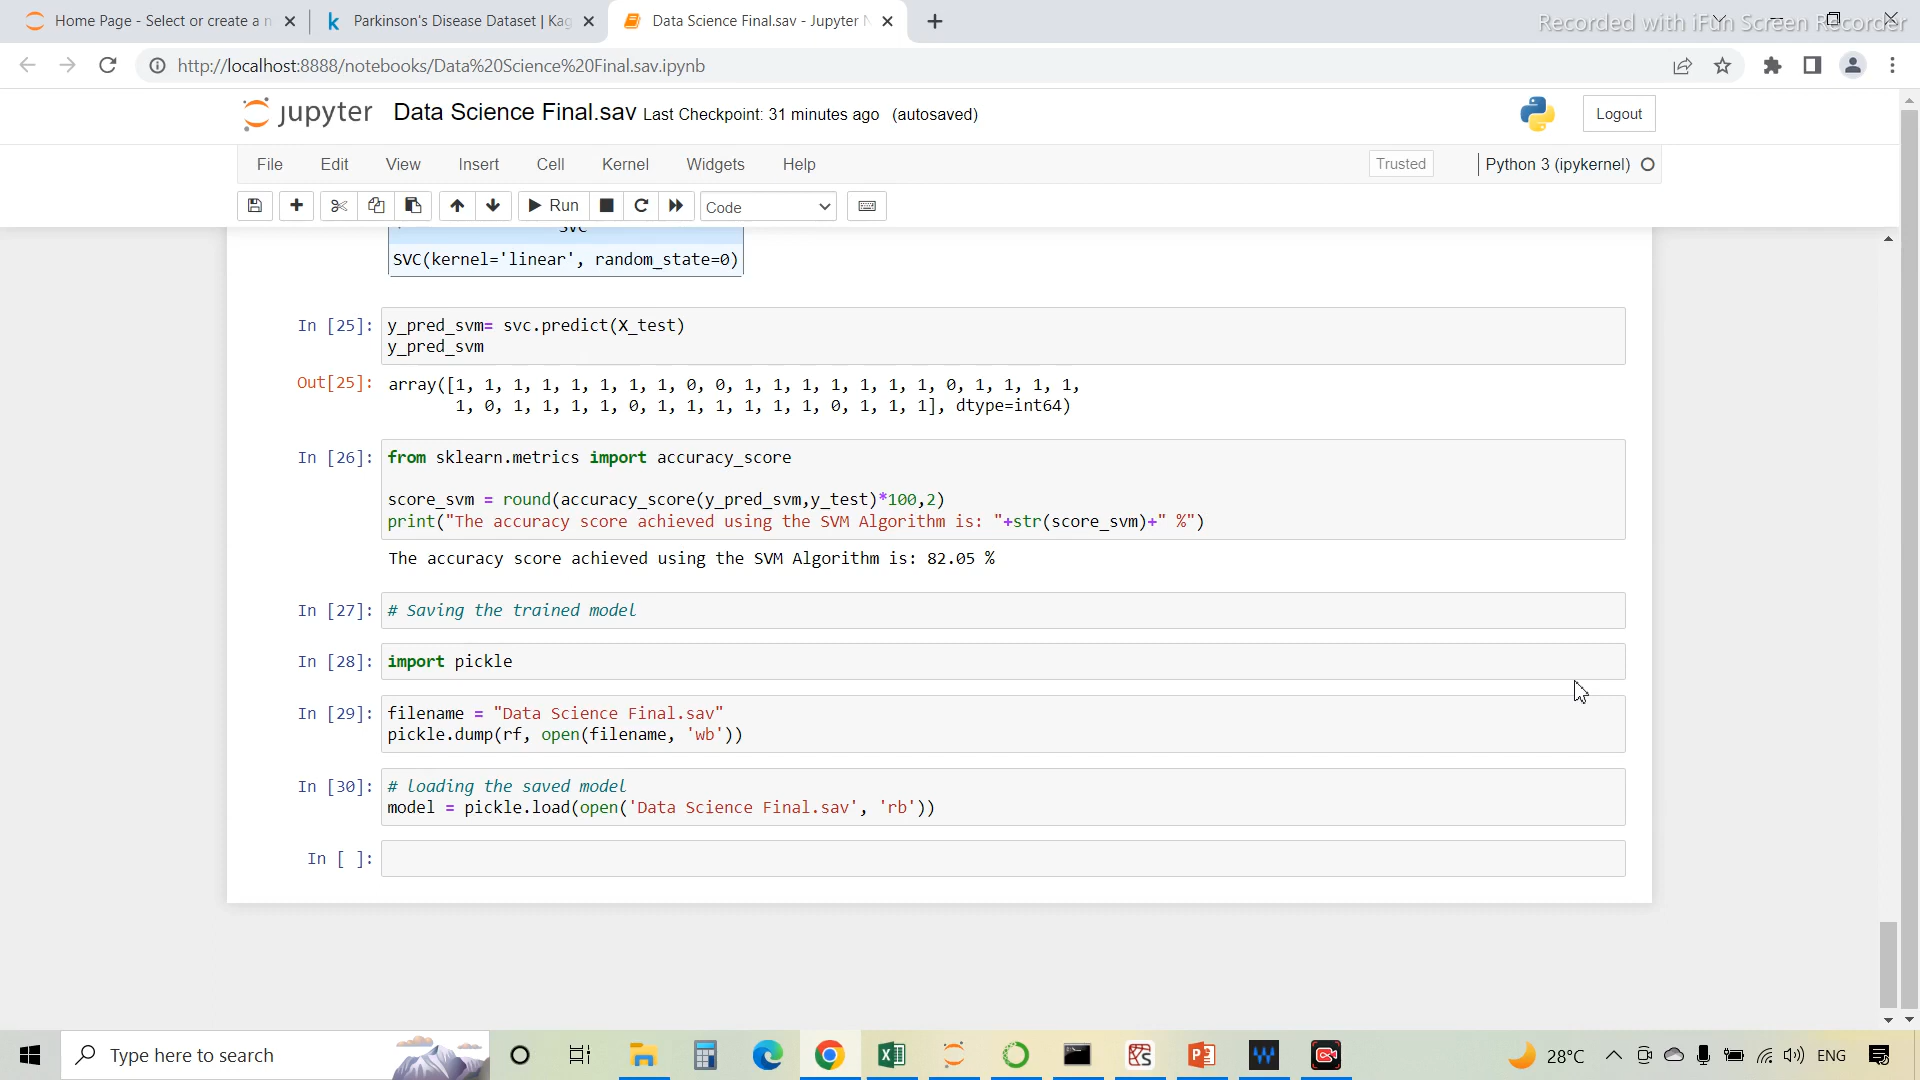 Home Page - Select or create a n
Parkinson's Disease Dataset | Kag
Data Science Final.sav - Jupyter N
Recorded with iFun Screen Recorder
http://localhost:8888/notebooks/Data%20Science%20Final.sav.ipynb
jupyter Data Science Final.sav Last Checkpoint: 31 minutes ago (autosaved)
Logout
File Edit View Insert Cell Kernel Widgets Help
Trusted
Python 3 (ipykernel)
Run
Code
SVC
SVC(kernel='linear', random_state=0)
In [25]: y_pred_svm= svc.predict(X_test)
y_pred_svm
Out[25]: array([1, 1, 1, 1, 1, 1, 1, 1, 0, 0, 1, 1, 1, 1, 1, 1, 1, 0, 1, 1, 1, 1,
1, 0, 1, 1, 1, 1, 0, 1, 1, 1, 1, 1, 1, 0, 1, 1, 1], dtype=int64)
In [26]: from sklearn.metrics import accuracy_score
score_svm = round(accuracy_score(y_pred_svm,y_test)*100,2)
print("The accuracy score achieved using the SVM Algorithm is: "+str(score_svm)+" %")
The accuracy score achieved using the SVM Algorithm is: 82.05 %
In [27]: # Saving the trained model
In [28]: import pickle
In [29]: filename = "Data Science Final.sav"
pickle.dump(rf, open(filename, 'wb'))
In [30]: # loading the saved model
model = pickle.load(open('Data Science Final.sav', 'rb'))
In [ ]:
Type here to search
28°C
ENG